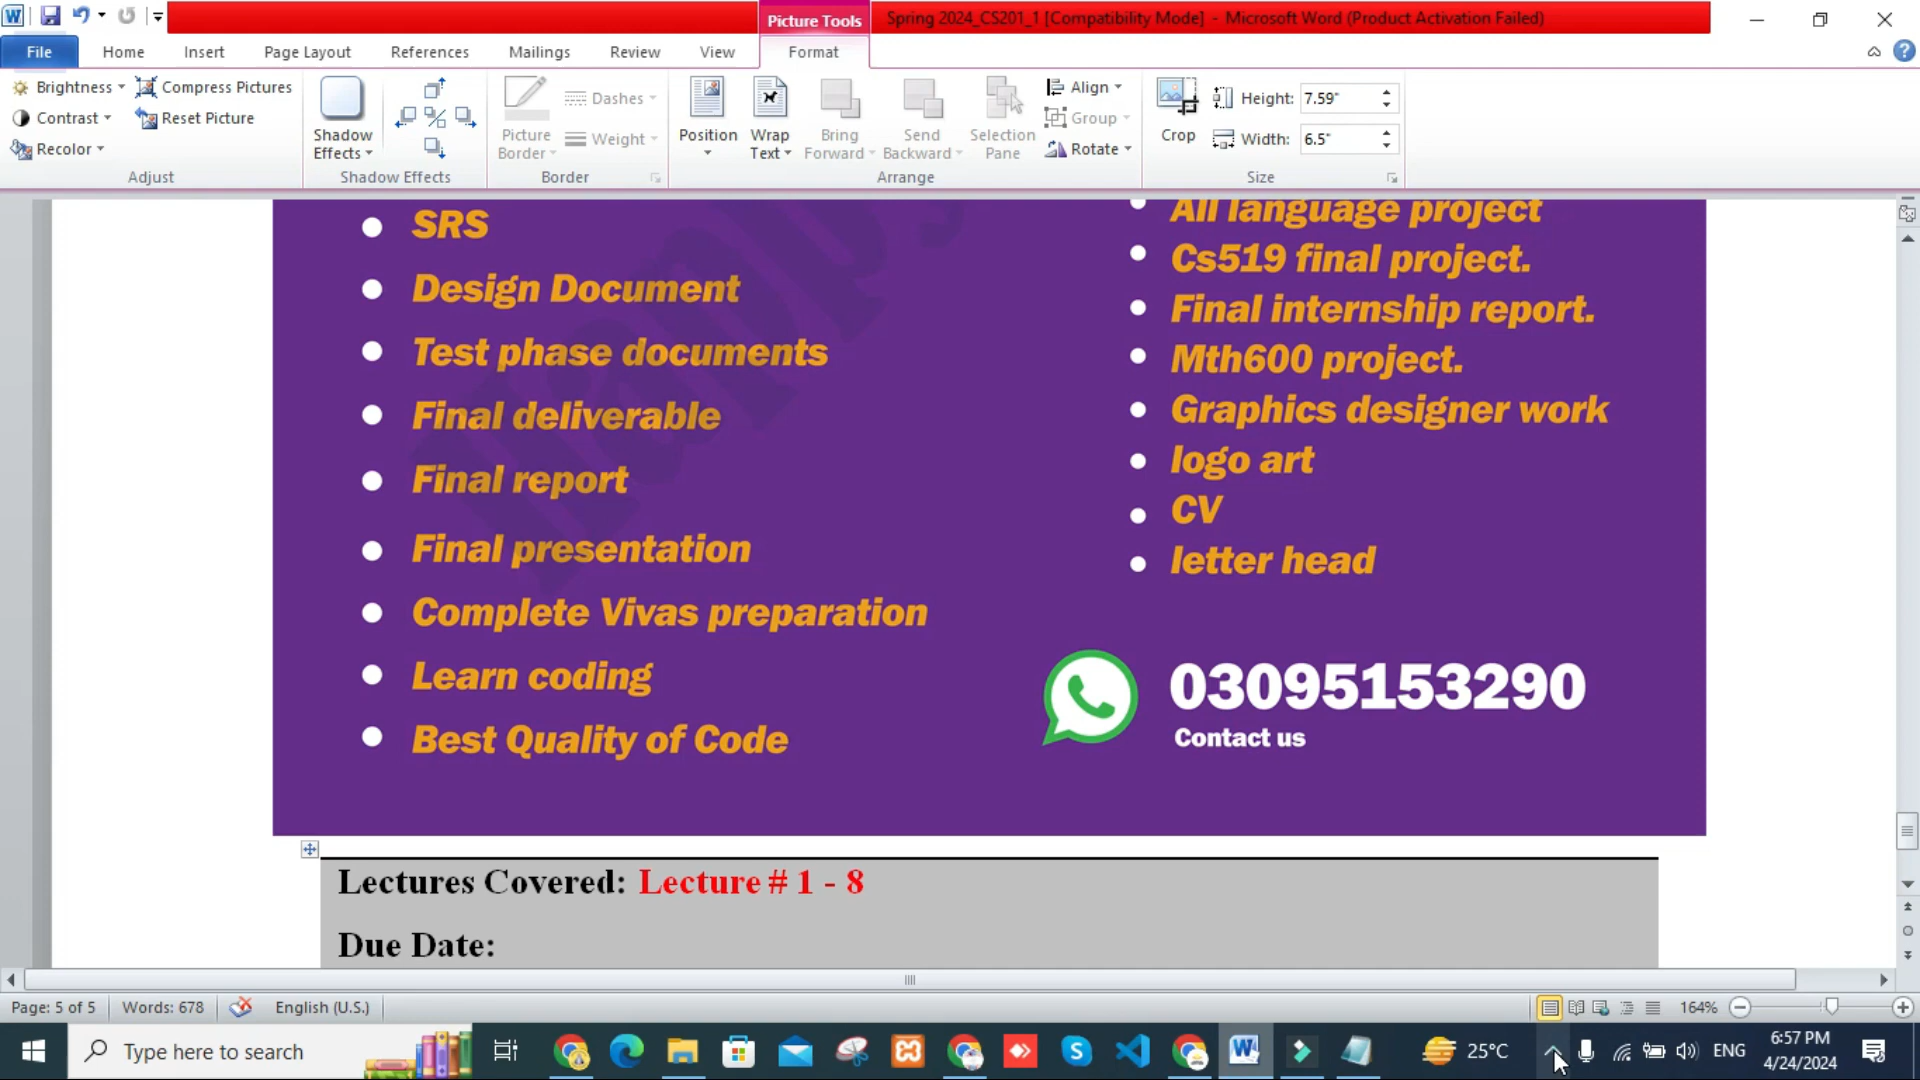 Picture Tools
Spring 2024_CS201_1 [Compatibility Mode] - Microsoft Word (Product Activation Failed)
File
Home
Insert
Page Layout
References
Mailings
Review
View
Format
Brightness
Compress Pictures
Contrast
Reset Picture
Recolor
Adjust
Shadow
Effects
Shadow Effects
Picture
Border
Dashes
Weight
Border
Position
Wrap
Text
Bring
Forward
Send
Backward
Selection
Pane
Align
Group
Rotate
Arrange
Crop
Height: 7.59"
Width: 6.5"
Size
SRS
Design Document
Test phase documents
Final deliverable
Final report
Final presentation
Complete Vivas preparation
Learn coding
Best Quality of Code
All language project
Cs519 final project.
Final internship report.
Mth600 project.
Graphics designer work
logo art
CV
letter head
03095153290
Contact us
Lectures Covered: Lecture # 1 - 8
Due Date:
Page: 5 of 5
Words: 678
English (U.S.)
164%
Type here to search
25°C
ENG
6:57 PM
4/24/2024